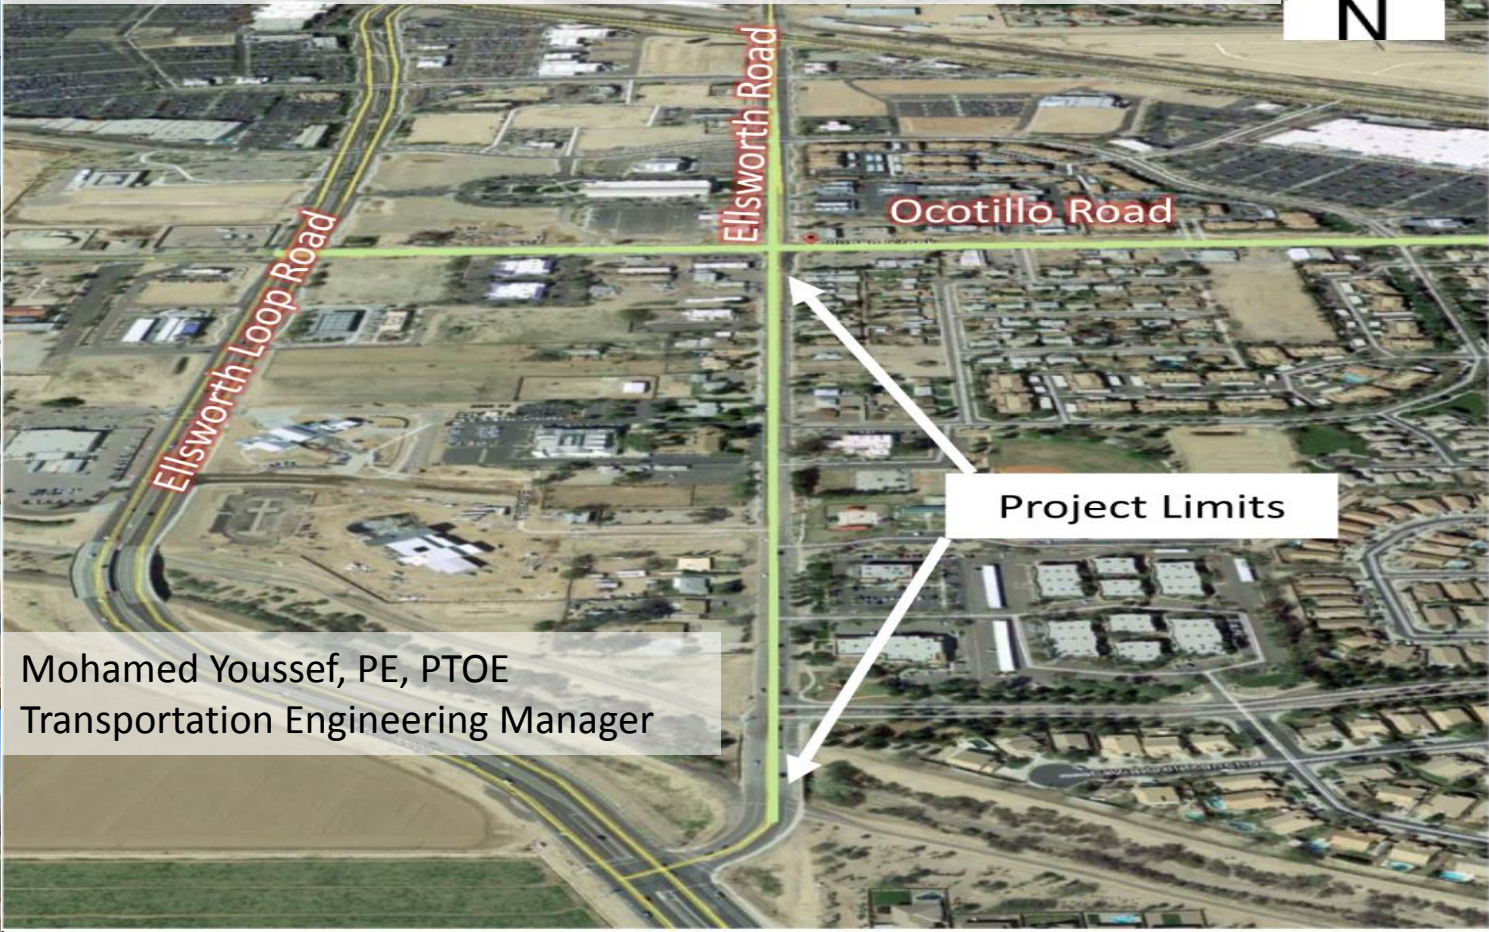 N
Ellsworth Road
Ocotillo Road
Ellsworth Loop Road
Project Limits
Mohamed Youssef, PE, PTOE
Transportation Engineering Manager